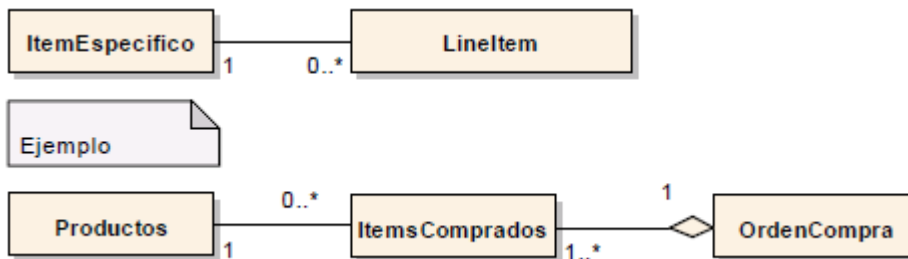 ItemEspecifico
LineItem
1
0..*
Ejemplo
0..*
1
Productos
ItemsComprados
OrdenCompra
1
1..*